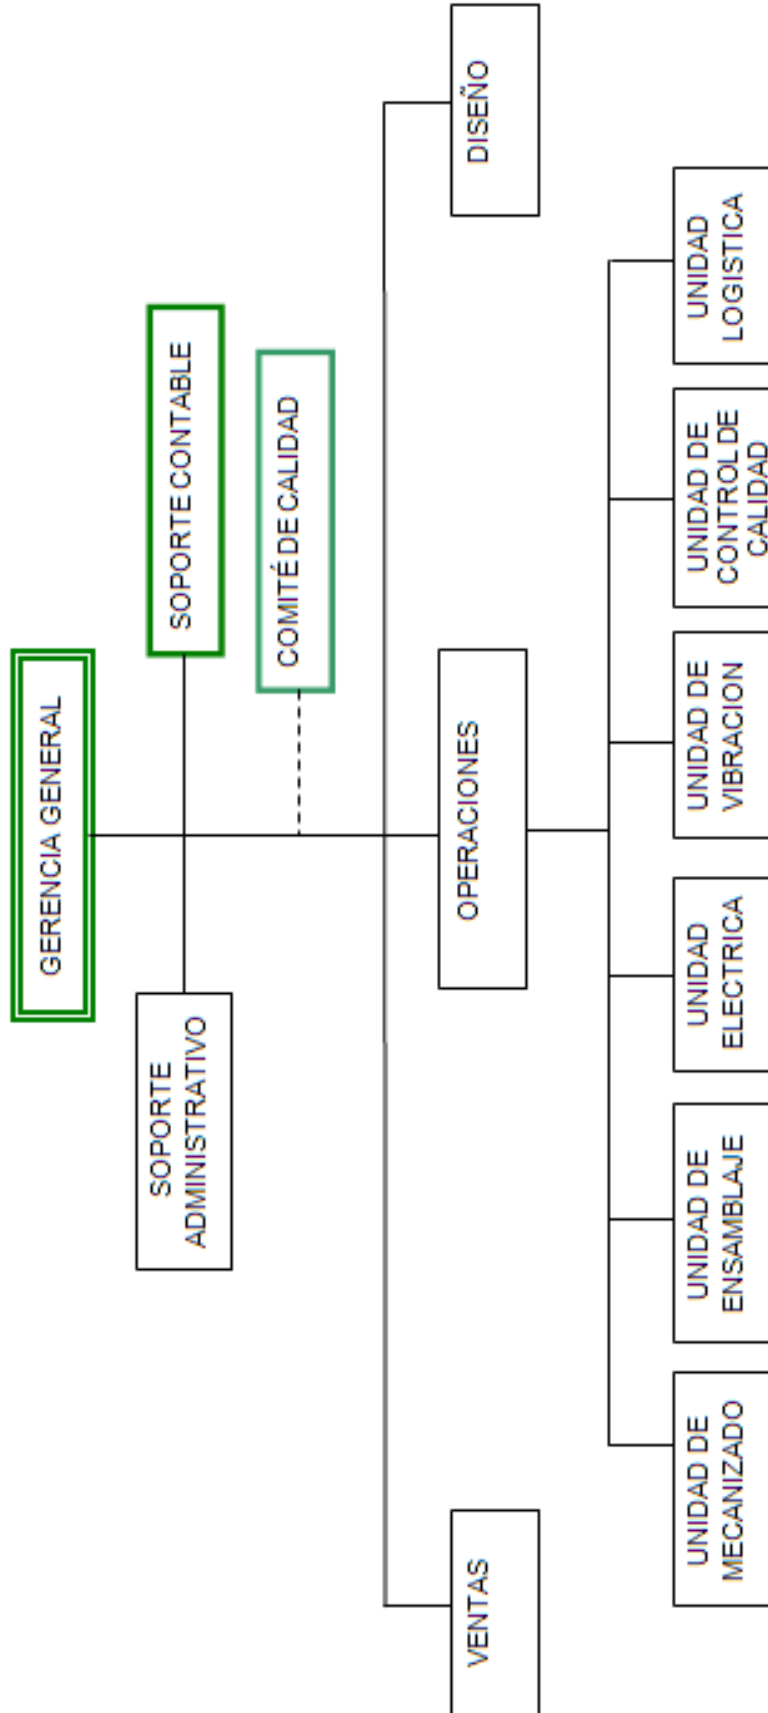 GERENCIA GENERAL
SOPORTE
ADMINISTRATIVO
SOPORTE CONTABLE
COMITÉ DE CALIDAD
VENTAS
OPERACIONES
DISEÑO
UNIDAD DE
MECANIZADO
UNIDAD DE
ENSAMBLAJE
UNIDAD
ELECTRICA
UNIDAD DE
VIBRACION
UNIDAD DE
CONTROL DE
CALIDAD
UNIDAD
LOGISTICA